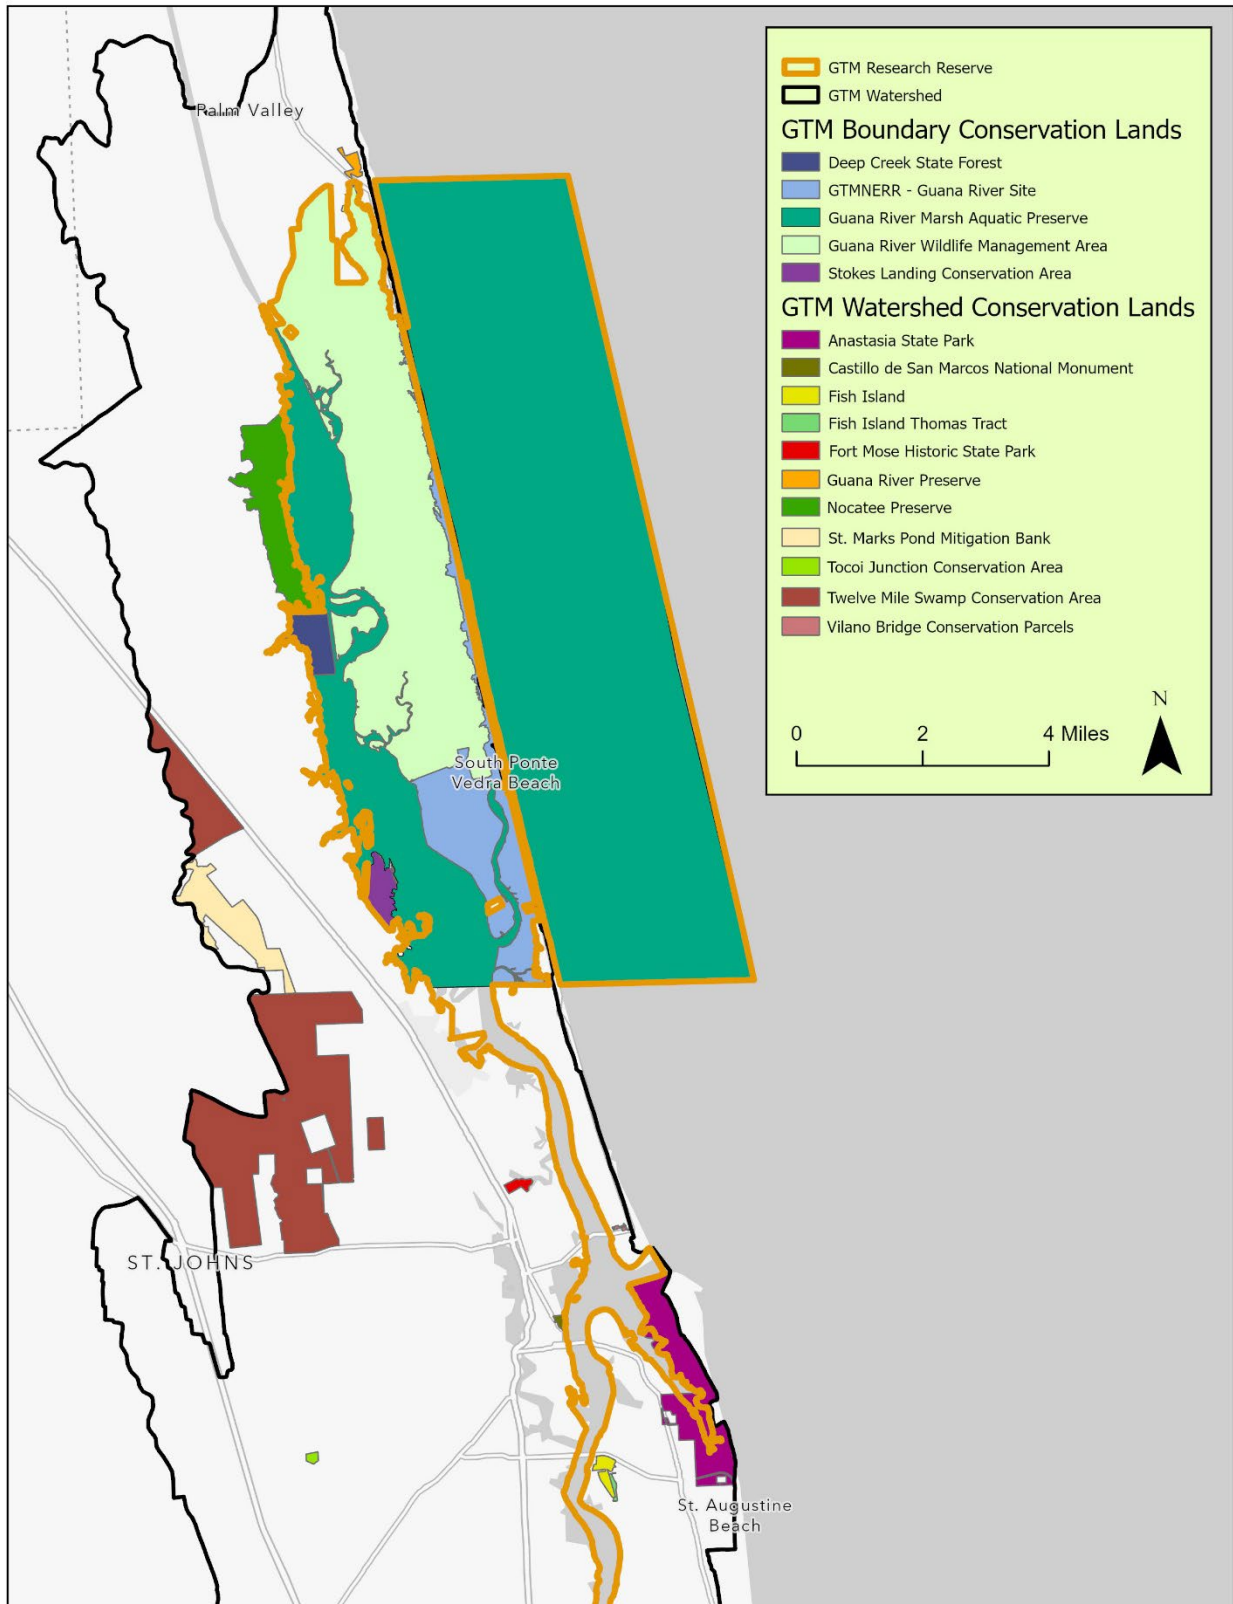 Palm Valley
South Ponte
Vedra Beach
ST. JOHNS
St. Augustine
Beach
GTM Research Reserve
GTM Watershed
GTM Boundary Conservation Lands
Deep Creek State Forest
GTMNERR - Guana River Site
Guana River Marsh Aquatic Preserve
Guana River Wildlife Management Area
Stokes Landing Conservation Area
GTM Watershed Conservation Lands
Anastasia State Park
Castillo de San Marcos National Monument
Fish Island
Fish Island Thomas Tract
Fort Mose Historic State Park
Guana River Preserve
Nocatee Preserve
St. Marks Pond Mitigation Bank
Tocoi Junction Conservation Area
Twelve Mile Swamp Conservation Area
Vilano Bridge Conservation Parcels
N
0 2 4 Miles